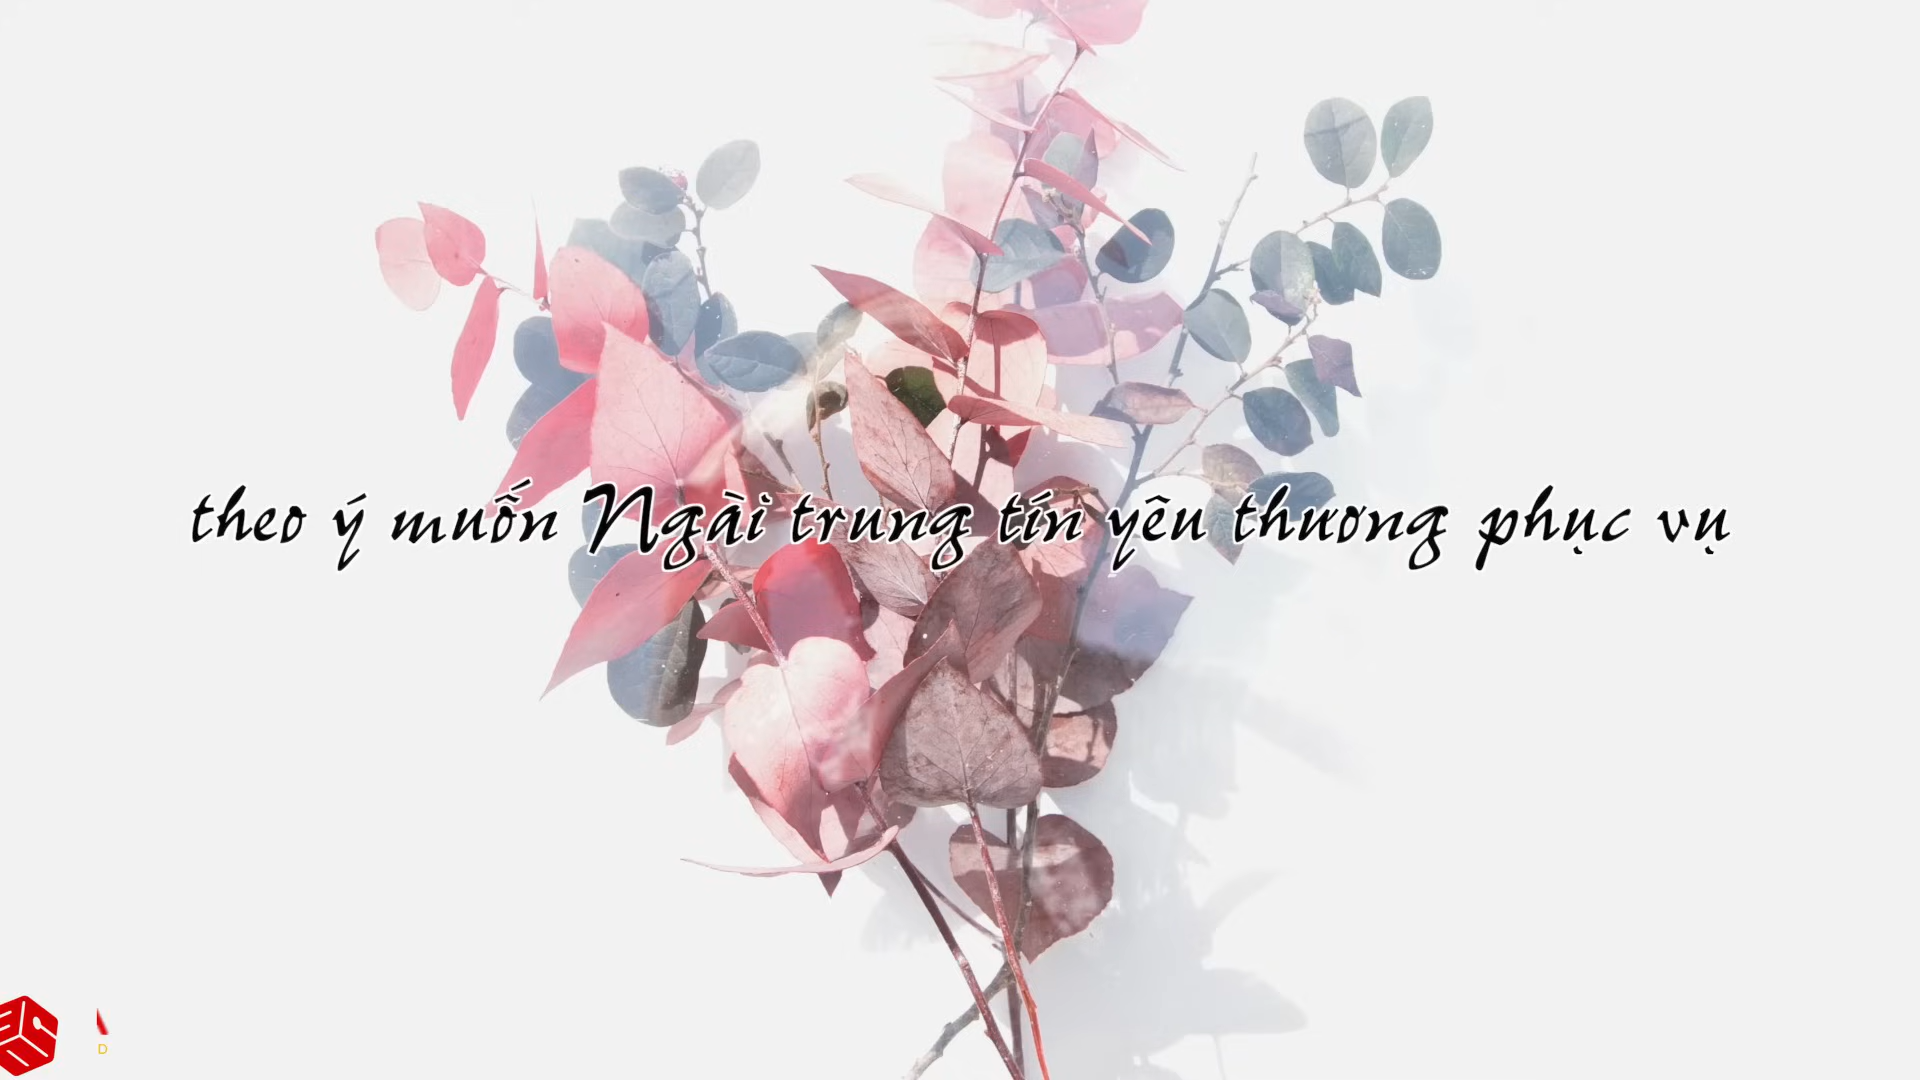 theo ý muốn Ngài trung tín yêu thương phục vụ
D